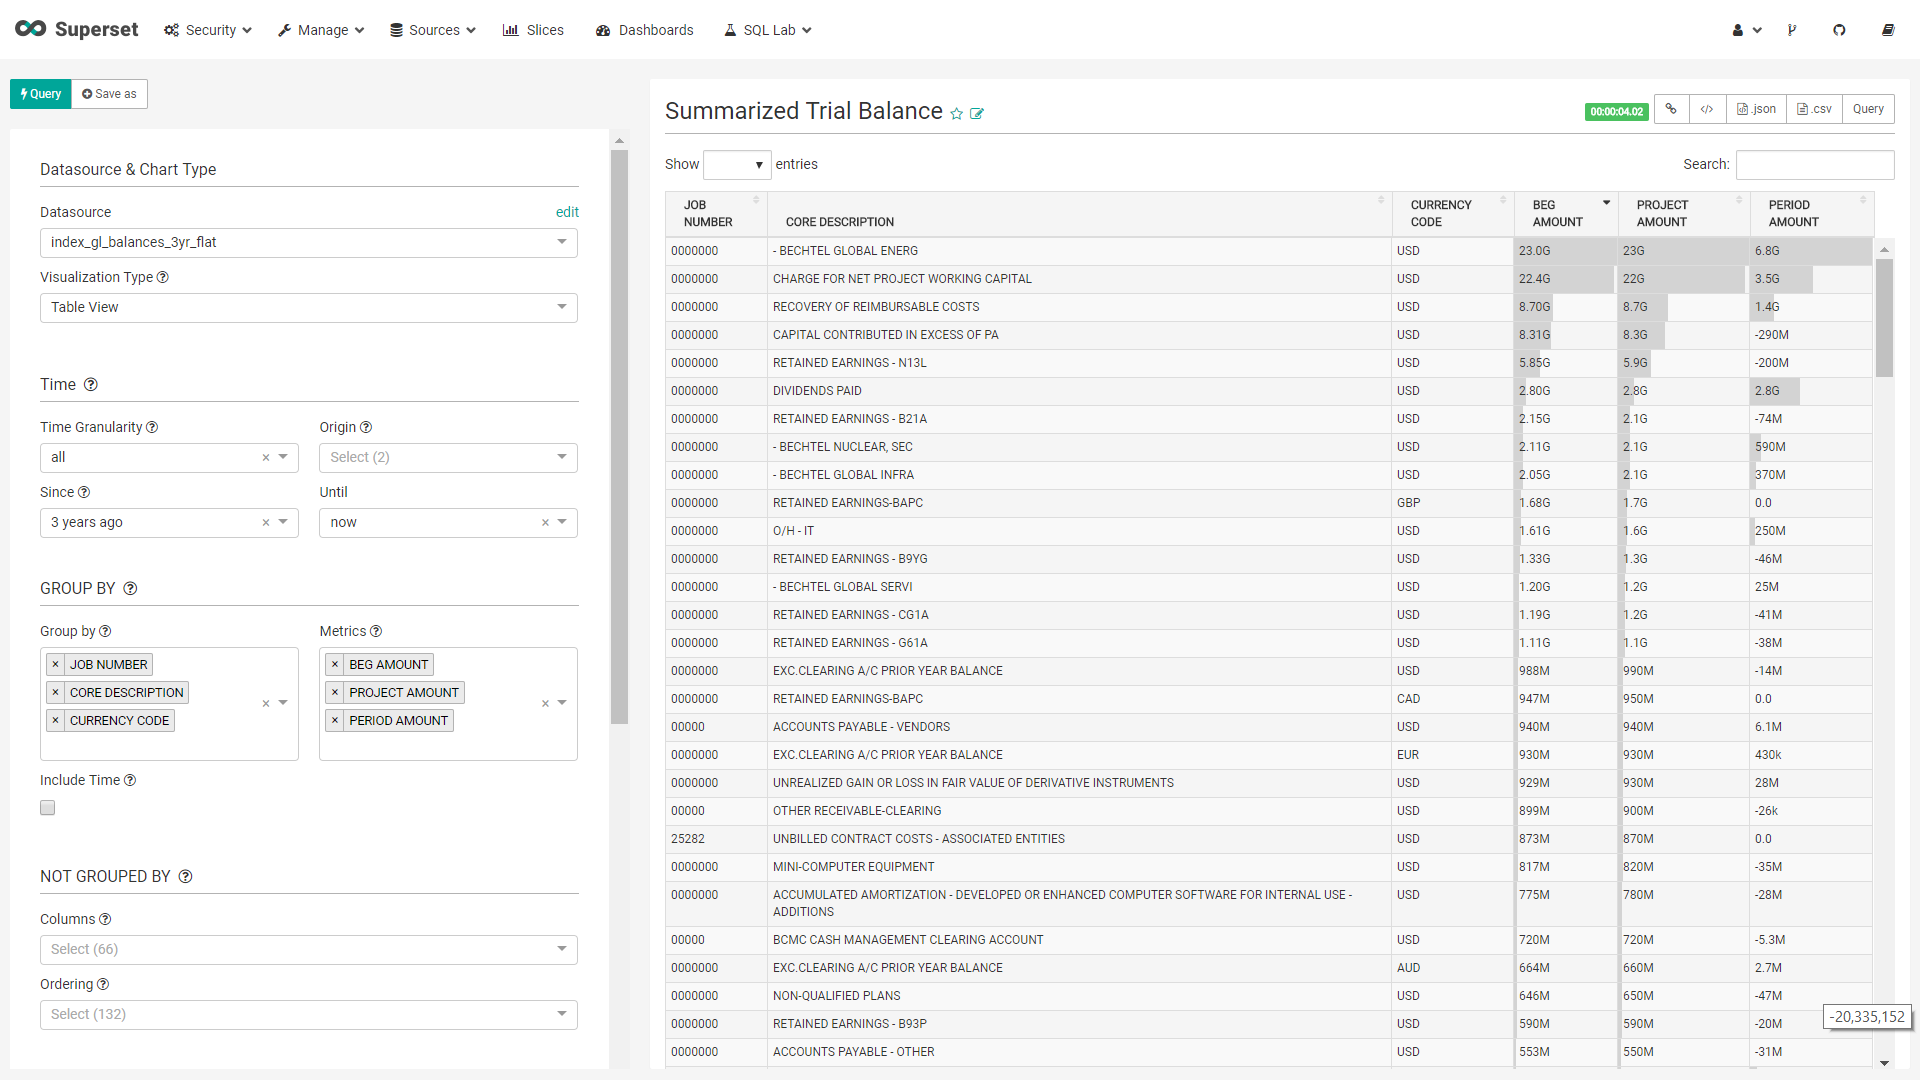 Superset Security Manage Sources Slices Dashboards SQL Lab
Query Save as
Datasource & Chart Type
Datasource edit
index_gl_balances_3yr_flat
Visualization Type
Table View
Time
Time Granularity Origin
all × Select (2)
Since Until
3 years ago × now ×
GROUP BY
Group by Metrics
× JOB NUMBER × BEG AMOUNT
× CORE DESCRIPTION × PROJECT AMOUNT
× CURRENCY CODE × PERIOD AMOUNT
Include Time
NOT GROUPED BY
Columns
Select (66)
Ordering
Select (132)
Summarized Trial Balance 00:00:04.02 </> .json .csv Query
Show entries Search:
JOB NUMBER CORE DESCRIPTION CURRENCY CODE BEG AMOUNT PROJECT AMOUNT PERIOD AMOUNT
0000000 - BECHTEL GLOBAL ENERG USD 23.0G 23G 6.8G
0000000 CHARGE FOR NET PROJECT WORKING CAPITAL USD 22.4G 22G 3.5G
0000000 RECOVERY OF REIMBURSABLE COSTS USD 8.70G 8.7G 1.4G
0000000 CAPITAL CONTRIBUTED IN EXCESS OF PA USD 8.31G 8.3G -290M
0000000 RETAINED EARNINGS - N13L USD 5.85G 5.9G -200M
0000000 DIVIDENDS PAID USD 2.80G 2.8G 2.8G
0000000 RETAINED EARNINGS - B21A USD 2.15G 2.1G -74M
0000000 - BECHTEL NUCLEAR, SEC USD 2.11G 2.1G 590M
0000000 - BECHTEL GLOBAL INFRA USD 2.05G 2.1G 370M
0000000 RETAINED EARNINGS-BAPC GBP 1.68G 1.7G 0.0
0000000 O/H - IT USD 1.61G 1.6G 250M
0000000 RETAINED EARNINGS - B9YG USD 1.33G 1.3G -46M
0000000 - BECHTEL GLOBAL SERVI USD 1.20G 1.2G 25M
0000000 RETAINED EARNINGS - CG1A USD 1.19G 1.2G -41M
0000000 RETAINED EARNINGS - G61A USD 1.11G 1.1G -38M
0000000 EXC.CLEARING A/C PRIOR YEAR BALANCE USD 988M 990M -14M
0000000 RETAINED EARNINGS-BAPC CAD 947M 950M 0.0
00000 ACCOUNTS PAYABLE - VENDORS USD 940M 940M 6.1M
0000000 EXC.CLEARING A/C PRIOR YEAR BALANCE EUR 930M 930M 430k
0000000 UNREALIZED GAIN OR LOSS IN FAIR VALUE OF DERIVATIVE INSTRUMENTS USD 929M 930M 28M
00000 OTHER RECEIVABLE-CLEARING USD 899M 900M -26k
25282 UNBILLED CONTRACT COSTS - ASSOCIATED ENTITIES USD 873M 870M 0.0
0000000 MINI-COMPUTER EQUIPMENT USD 817M 820M -35M
0000000 ACCUMULATED AMORTIZATION - DEVELOPED OR ENHANCED COMPUTER SOFTWARE FOR INTERNAL USE - USD 775M 780M -28M
ADDITIONS
00000 BCMC CASH MANAGEMENT CLEARING ACCOUNT USD 720M 720M -5.3M
0000000 EXC.CLEARING A/C PRIOR YEAR BALANCE AUD 664M 660M 2.7M
0000000 NON-QUALIFIED PLANS USD 646M 650M -47M
0000000 RETAINED EARNINGS - B93P USD 590M 590M -20M -20,335,152
0000000 ACCOUNTS PAYABLE - OTHER USD 553M 550M -31M